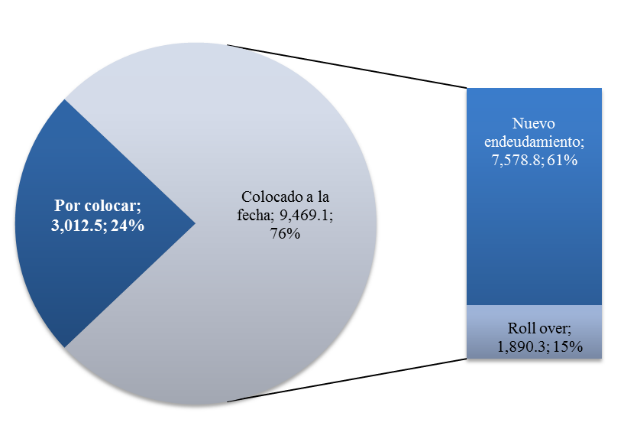 Por colocar;
3,012.5; 24%
Colocado a la
fecha; 9,469.1;
76%
Nuevo
endeudamiento;
7,578.8; 61%
Roll over;
1,890.3; 15%